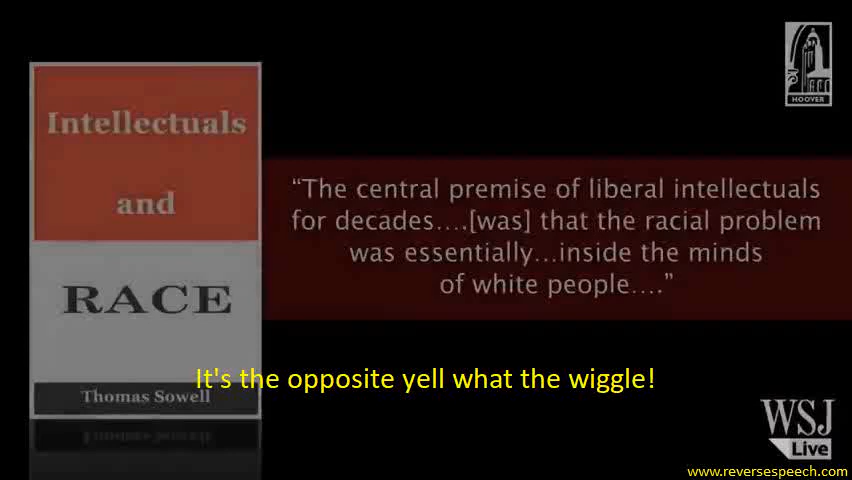 HOOVER
Intellectuals
and
RACE
Thomas Sowell
“The central premise of liberal intellectuals
for decades….[was] that the racial problem
was essentially…inside the minds
of white people….”
It's the opposite yell what the wiggle!
WSJ
Live
www.reversespeech.com